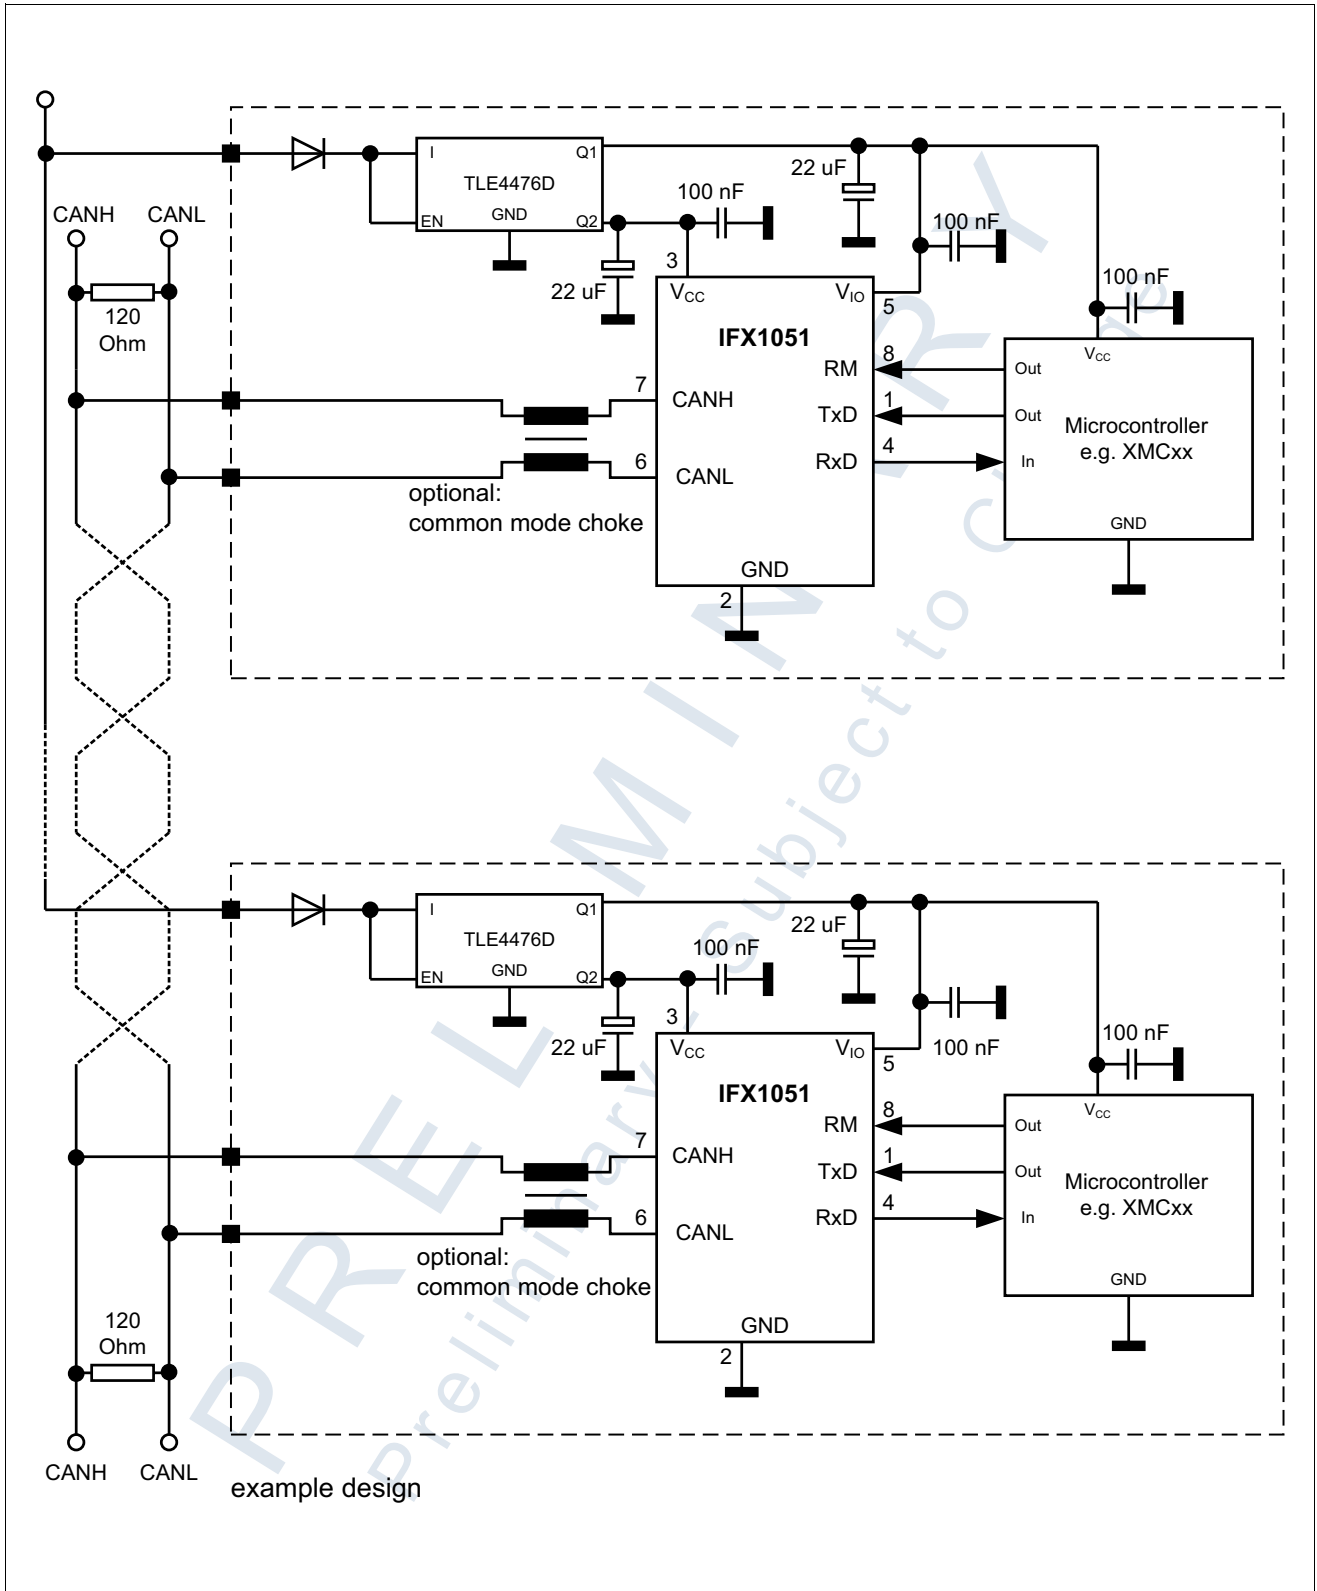 CANH CANL
120
Ohm
I Q1
TLE4476D
GND
EN Q2
22 uF
100 nF
22 uF
100 nF
100 nF
3
VCC VIO
5
IFX1051
RM 8
7
CANH
TxD 1
RxD 4
6
CANL
GND
2
optional:
common mode choke
VCC
Out
Out
In
Microcontroller
e.g. XMCxx
GND
I Q1
TLE4476D
GND
EN Q2
22 uF
100 nF
22 uF
100 nF
100 nF
3
VCC VIO
5
IFX1051
RM 8
7
CANH
TxD 1
RxD 4
6
CANL
GND
2
optional:
common mode choke
VCC
Out
Out
In
Microcontroller
e.g. XMCxx
GND
120
Ohm
CANH CANL
example design